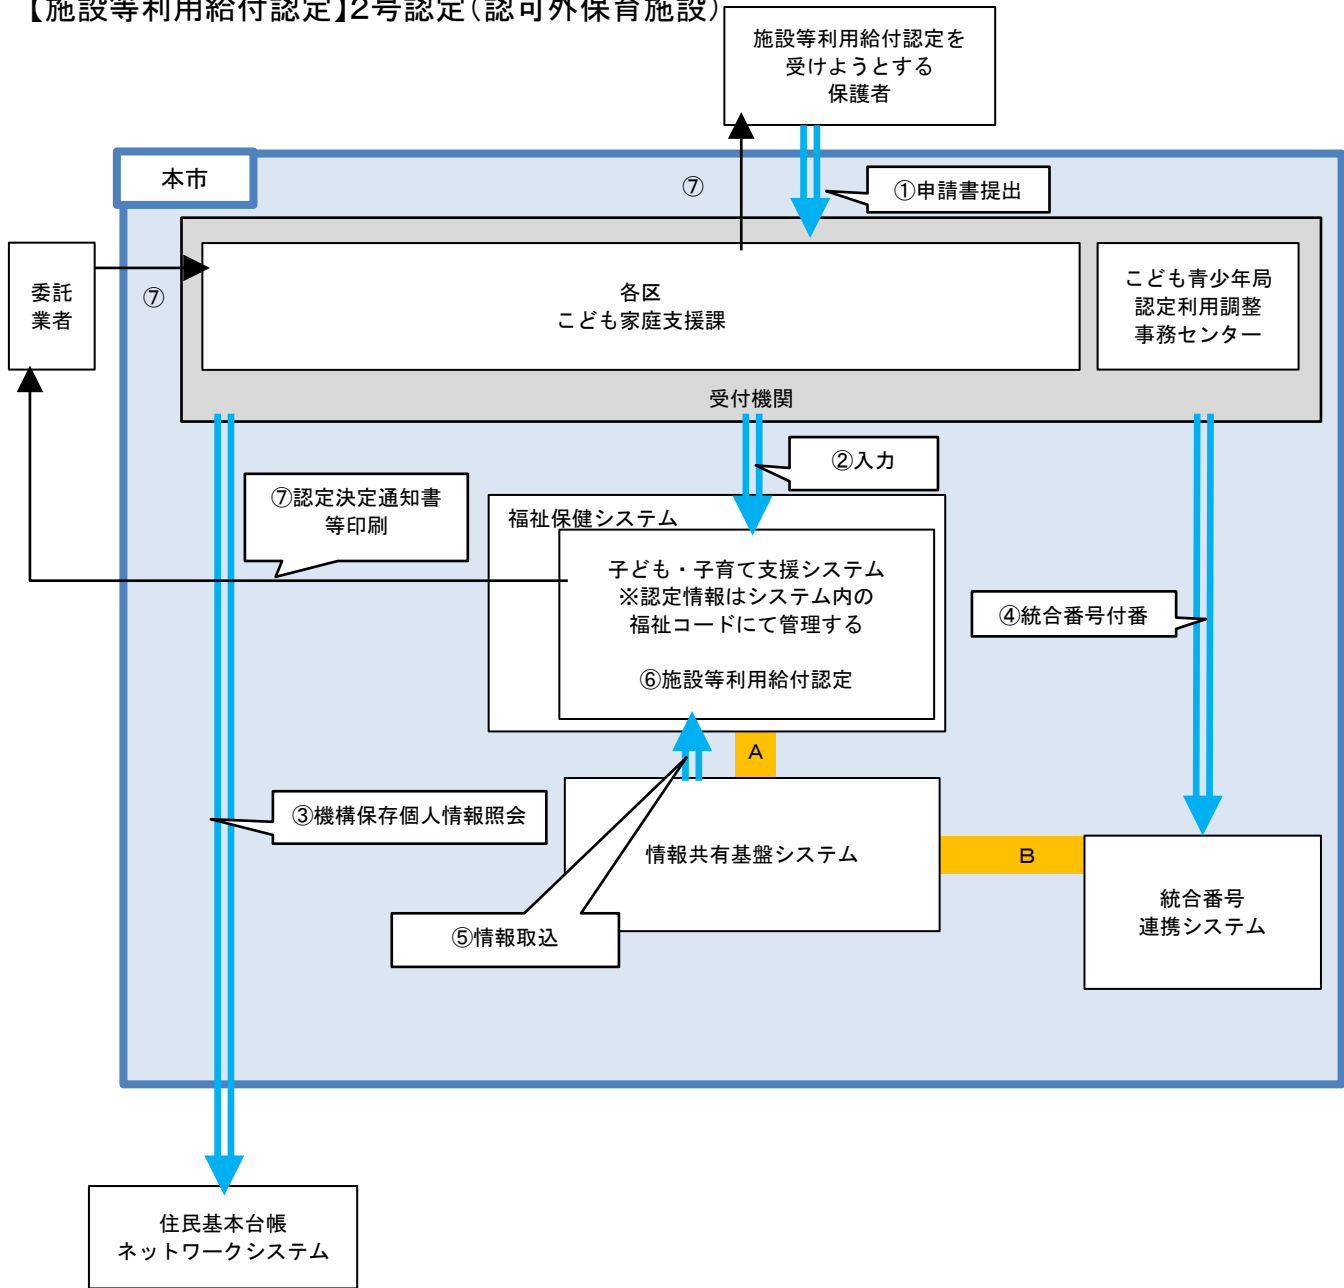 【施設等利用給付認定】2号認定（認可外保育施設）
施設等利用給付認定を
受けようとする
保護者
本市
⑦
①申請書提出
委託
業者
⑦
各区
こども家庭支援課
こども青少年局
認定利用調整
事務センター
受付機関
②入力
⑦認定決定通知書
等印刷
福祉保健システム
子ども・子育て支援システム
※認定情報はシステム内の
福祉コードにて管理する
⑥施設等利用給付認定
④統合番号付番
A
③機構保存個人情報照会
情報共有基盤システム
B
⑤情報取込
統合番号
連携システム
住民基本台帳
ネットワークシステム